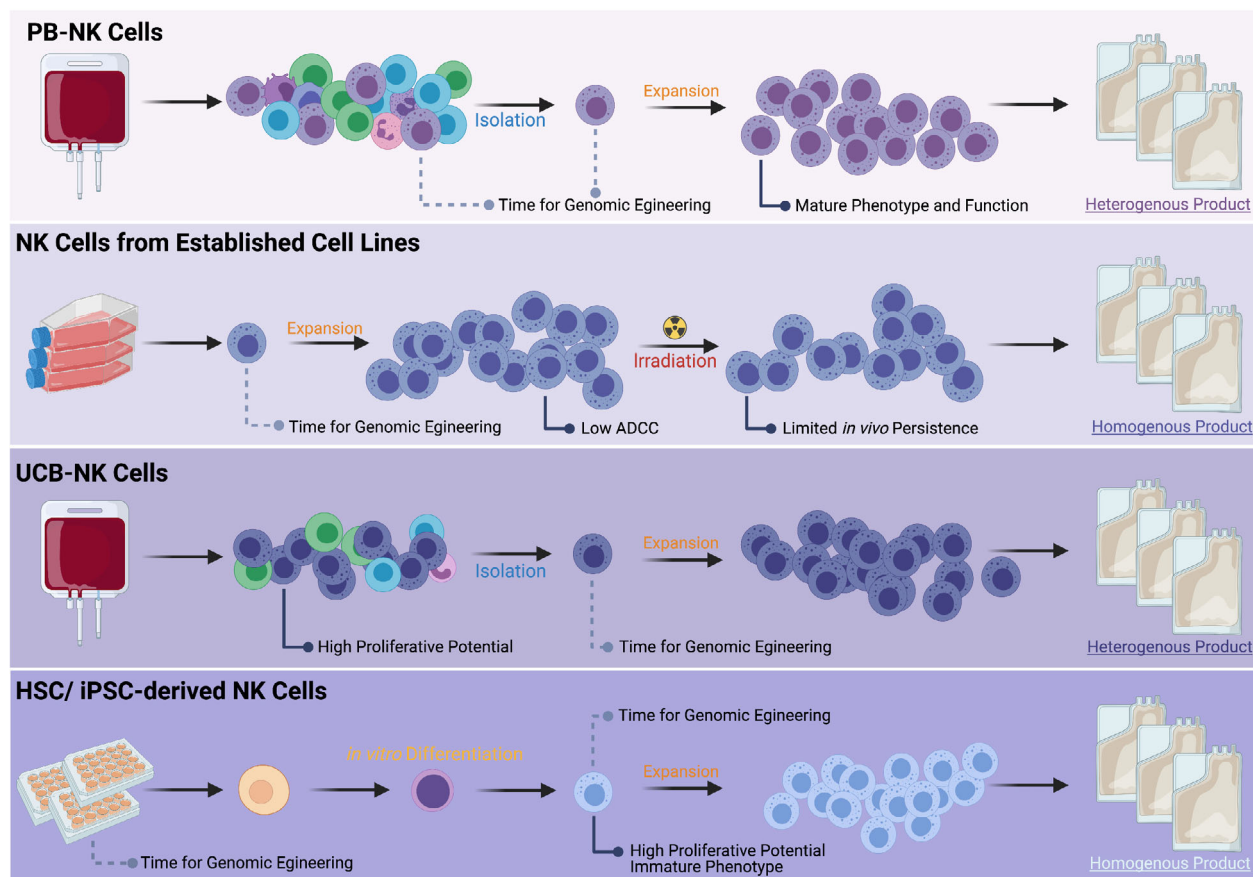 PB-NK Cells
Isolation
Expansion
Time for Genomic Egineering
Mature Phenotype and Function
Heterogenous Product
NK Cells from Established Cell Lines
Expansion
Irradiation
Time for Genomic Egineering
Low ADCC
Limited in vivo Persistence
Homogenous Product
UCB-NK Cells
Isolation
Expansion
High Proliferative Potential
Time for Genomic Egineering
Heterogenous Product
HSC/ iPSC-derived NK Cells
Time for Genomic Egineering
in vitro Differentiation
Expansion
Time for Genomic Egineering
High Proliferative Potential
Immature Phenotype
Homogenous Product